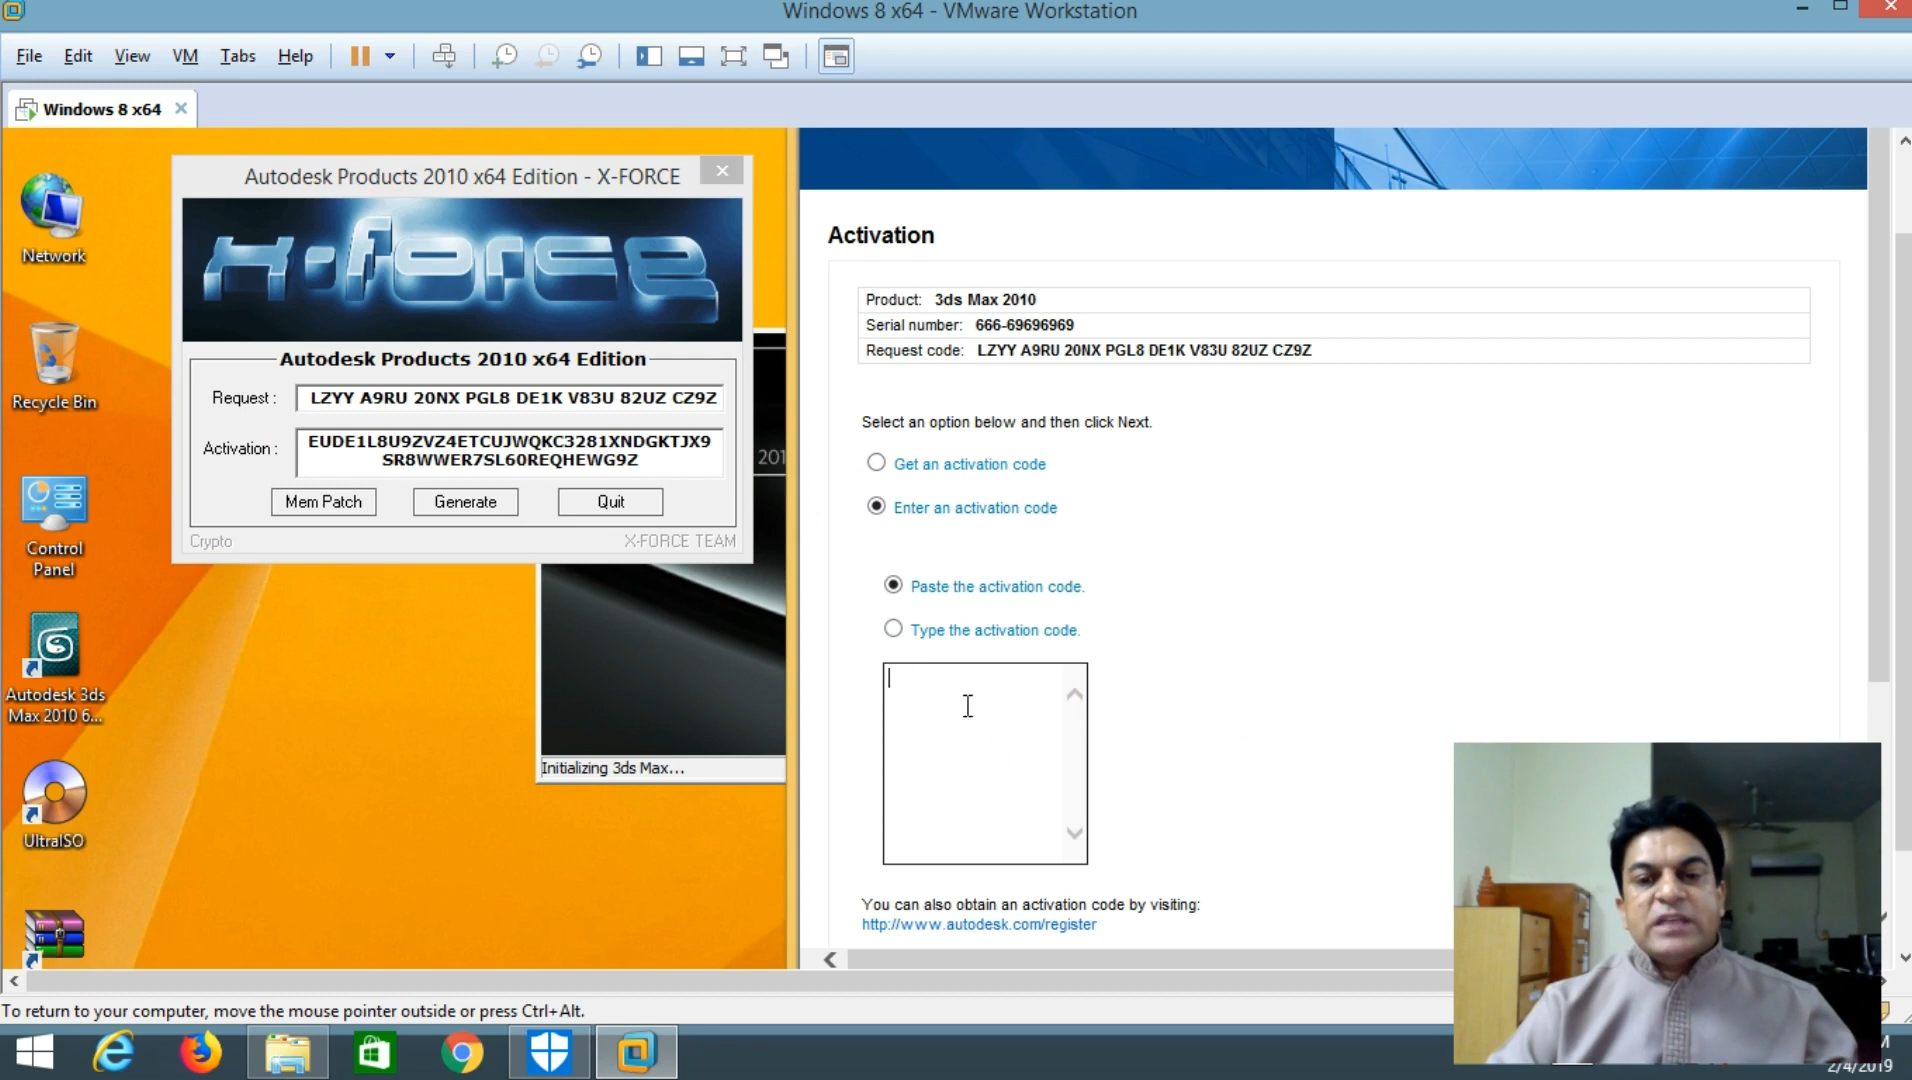 Windows 8 x64 - VMware Workstation
File Edit View VM Tabs Help
Windows 8 x64
Network
Recycle Bin
Control
Panel
Autodesk 3ds
Max 2010 6...
UltraISO
Autodesk Products 2010 x64 Edition - X-FORCE
x-force
Autodesk Products 2010 x64 Edition
Request : LZYY A9RU 20NX PGL8 DE1K V83U 82UZ CZ9Z
Activation : EUDE1L8U9ZVZ4ETCUJWQKC3281XNDGKTJX9
SR8WWER7SL60REQHEWG9Z
Mem Patch Generate Quit
Crypto X-FORCE TEAM
201
Initializing 3ds Max...
Activation
Product: 3ds Max 2010
Serial number: 666-69696969
Request code: LZYY A9RU 20NX PGL8 DE1K V83U 82UZ CZ9Z
Select an option below and then click Next.
Get an activation code
Enter an activation code
Paste the activation code.
Type the activation code.
You can also obtain an activation code by visiting:
http://www.autodesk.com/register
To return to your computer, move the mouse pointer outside or press Ctrl+Alt.
2/4/2019